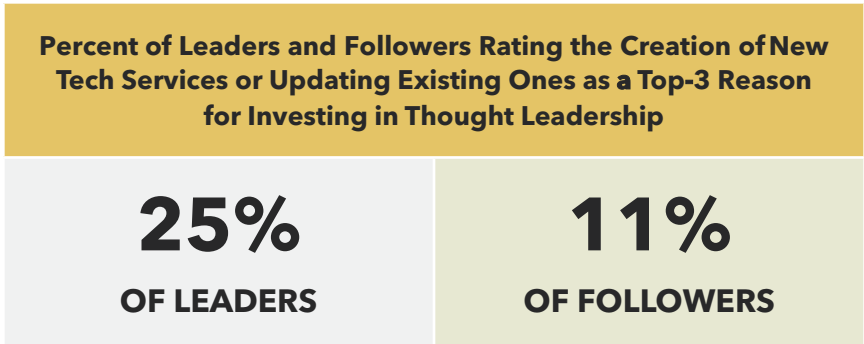 Percent of Leaders and Followers Rating the Creation of New
Tech Services or Updating Existing Ones as a Top-3 Reason
for Investing in Thought Leadership
25%
OF LEADERS
11%
OF FOLLOWERS